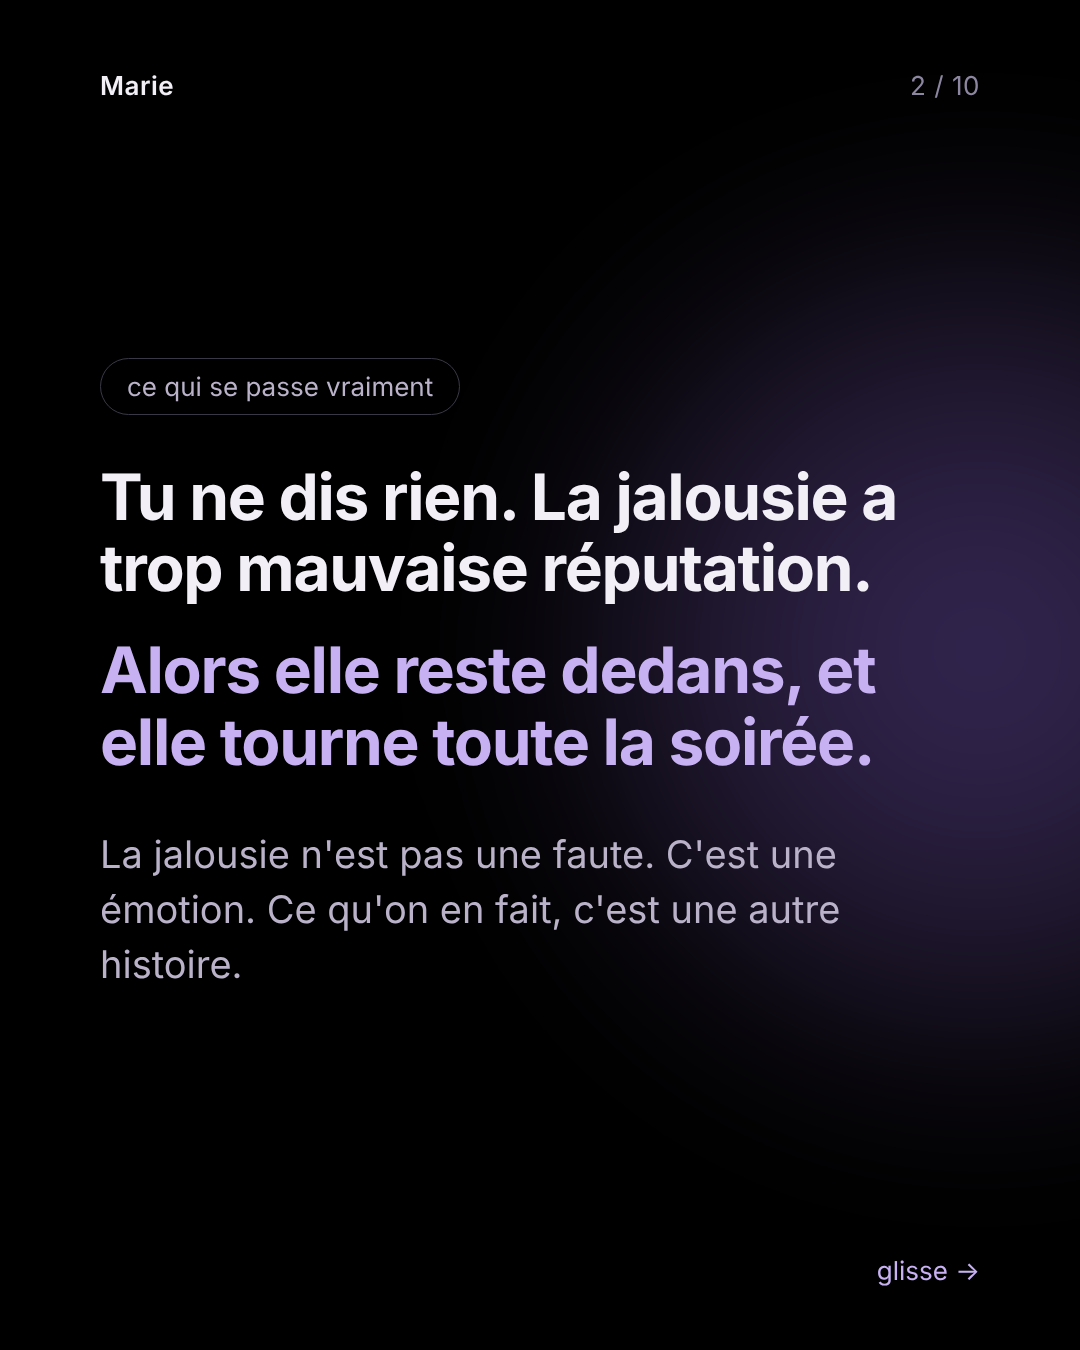 Marie
2 / 10
ce qui se passe vraiment
Tu ne dis rien. La jalousie a
trop mauvaise réputation.
Alors elle reste dedans, et
elle tourne toute la soirée.
La jalousie n'est pas une faute. C'est une
émotion. Ce qu'on en fait, c'est une autre
histoire.
glisse →